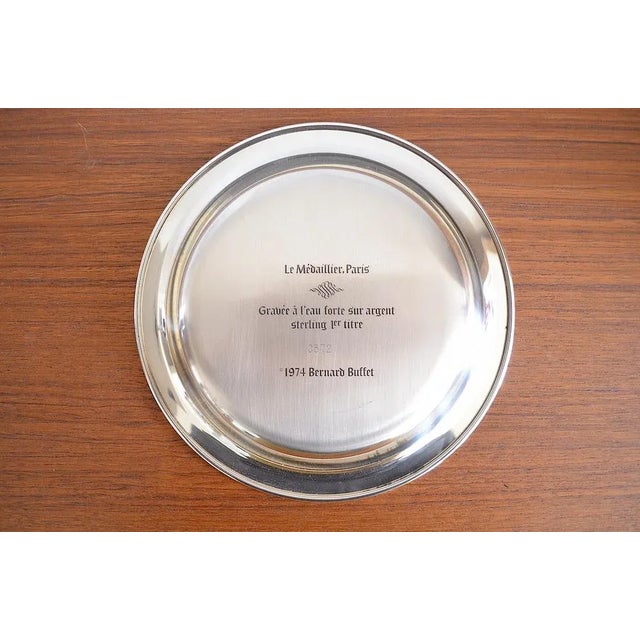 Le Médaillier, Paris
Gravée à l'eau forte sur argent
sterling 1er titre
©1974 Bernard Buffet